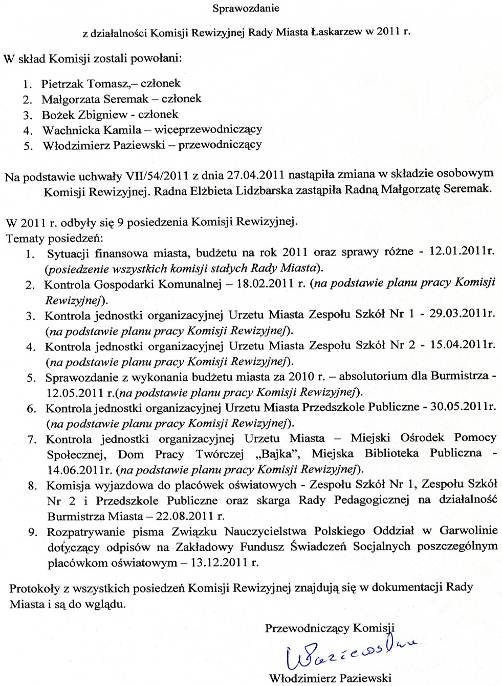 Sprawozdanie
z działalności Komisji Rewizyjnej Rady Miasta Łaskarzew w 2011 r.
W skład Komisji zostali powołani:
1. Pietrzak Tomasz,– członek
2. Małgorzata Seremak – członek
3. Bożek Zbigniew - członek
4. Wachnicka Kamila – wiceprzewodniczący
5. Włodzimierz Paziewski – przewodniczący
Na podstawie uchwały VII/54/2011 z dnia 27.04.2011 nastąpiła zmiana w składzie osobowym
Komisji Rewizyjnej. Radna Elżbieta Lidzbarska zastąpiła Radną Małgorzatę Seremak.
W 2011 r. odbyły się 9 posiedzenia Komisji Rewizyjnej.
Tematy posiedzeń:
1. Sytuacji finansowa miasta, budżetu na rok 2011 oraz sprawy różne - 12.01.2011r.
(posiedzenie wszystkich komisji stałych Rady Miasta).
2. Kontrola Gospodarki Komunalnej – 18.02.2011 r. (na podstawie planu pracy Komisji
Rewizyjnej).
3. Kontrola jednostki organizacyjnej Urzetu Miasta Zespołu Szkół Nr 1 - 29.03.2011r.
(na podstawie planu pracy Komisji Rewizyjnej).
4. Kontrola jednostki organizacyjnej Urzetu Miasta Zespołu Szkół Nr 2 - 15.04.2011r.
(na podstawie planu pracy Komisji Rewizyjnej).
5. Sprawozdanie z wykonania budżetu miasta za 2010 r. – absolutorium dla Burmistrza -
12.05.2011 r.(na podstawie planu pracy Komisji Rewizyjnej).
6. Kontrola jednostki organizacyjnej Urzetu Miasta Przedszkole Publiczne - 30.05.2011r.
(na podstawie planu pracy Komisji Rewizyjnej).
7. Kontrola jednostki organizacyjnej Urzetu Miasta – Miejski Ośrodek Pomocy
Społecznej, Dom Pracy Twórczej „Bajka", Miejska Biblioteka Publiczna -
14.06.2011r. (na podstawie planu pracy Komisji Rewizyjnej).
8. Komisja wyjazdowa do placówek oświatowych - Zespołu Szkół Nr 1, Zespołu Szkół
Nr 2 i Przedszkole Publiczne oraz skarga Rady Pedagogicznej na działalność
Burmistrza Miasta – 22.08.2011 r.
9. Rozpatrywanie pisma Związku Nauczycielstwa Polskiego Oddział w Garwolinie
dotyczący odpisów na Zakładowy Fundusz Świadczeń Socjalnych poszczególnym
placówkom oświatowym – 13.12.2011 r.
Protokoły z wszystkich posiedzeń Komisji Rewizyjnej znajdują się w dokumentacji Rady
Miasta i są do wglądu.
Przewodniczący Komisji
Włodzimierz Paziewski